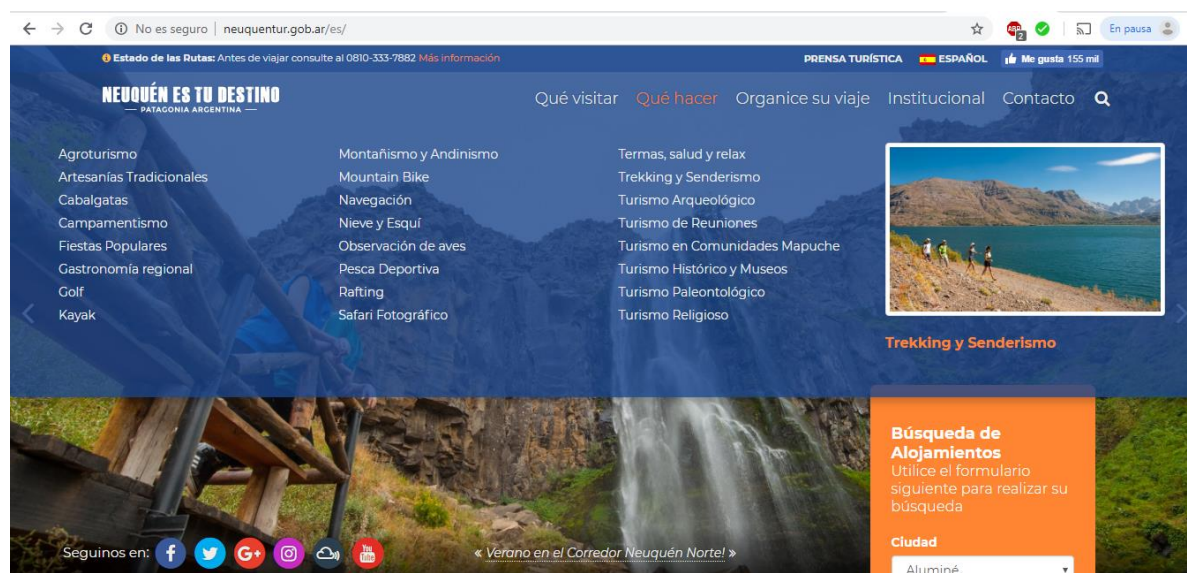 No es seguro | neuquentur.gob.ar/es/
ABP
2
En pausa
Estado de las Rutas: Antes de viajar consulte al 0810-333-7882 Más información
PRENSA TURÍSTICA
ESPAÑOL
Me gusta 155 mil
NEUQUÉN ES TU DESTINO
— PATAGONIA ARGENTINA —
Qué visitar
Qué hacer
Organice su viaje
Institucional
Contacto
Agroturismo
Artesanías Tradicionales
Cabalgatas
Campamentismo
Fiestas Populares
Gastronomía regional
Golf
Kayak
Montañismo y Andinismo
Mountain Bike
Navegación
Nieve y Esquí
Observación de aves
Pesca Deportiva
Rafting
Safari Fotográfico
Termas, salud y relax
Trekking y Senderismo
Turismo Arqueológico
Turismo de Reuniones
Turismo en Comunidades Mapuche
Turismo Histórico y Museos
Turismo Paleontológico
Turismo Religioso
Trekking y Senderismo
Búsqueda de
Alojamientos
Utilice el formulario
siguiente para realizar su
búsqueda
Ciudad
Aluminé
Seguinos en:
f
G+
You
Tube
« Verano en el Corredor Neuquén Norte! »